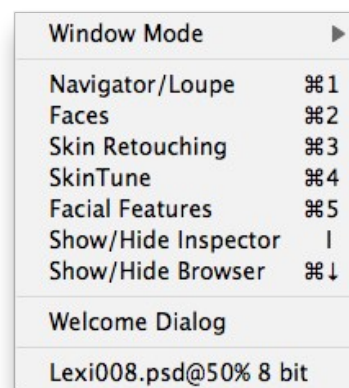 Window Mode ▶
Navigator/Loupe ⌘1
Faces ⌘2
Skin Retouching ⌘3
SkinTune ⌘4
Facial Features ⌘5
Show/Hide Inspector I
Show/Hide Browser ⌘↓
Welcome Dialog
Lexi008.psd@50% 8 bit